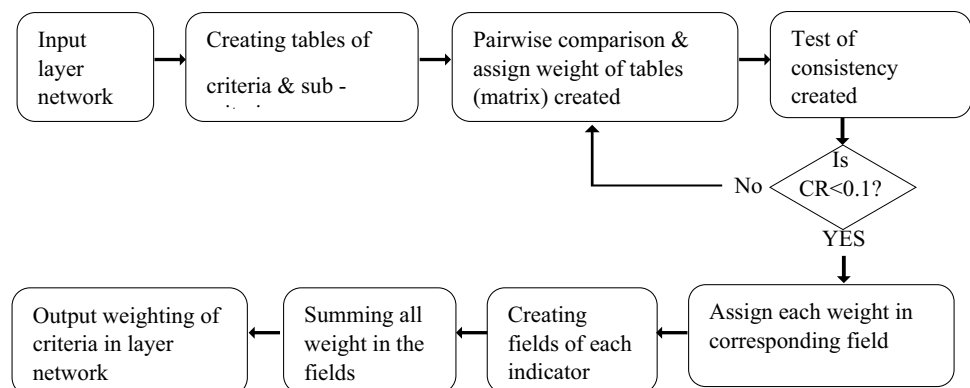 Input
layer
network
Creating tables of
criteria & sub -
Pairwise comparison &
assign weight of tables
(matrix) created
Test of
consistency
created
Is
CR<0.1?
No
YES
Assign each weight in
corresponding field
Creating
fields of each
indicator
Summing all
weight in the
fields
Output weighting of
criteria in layer
network